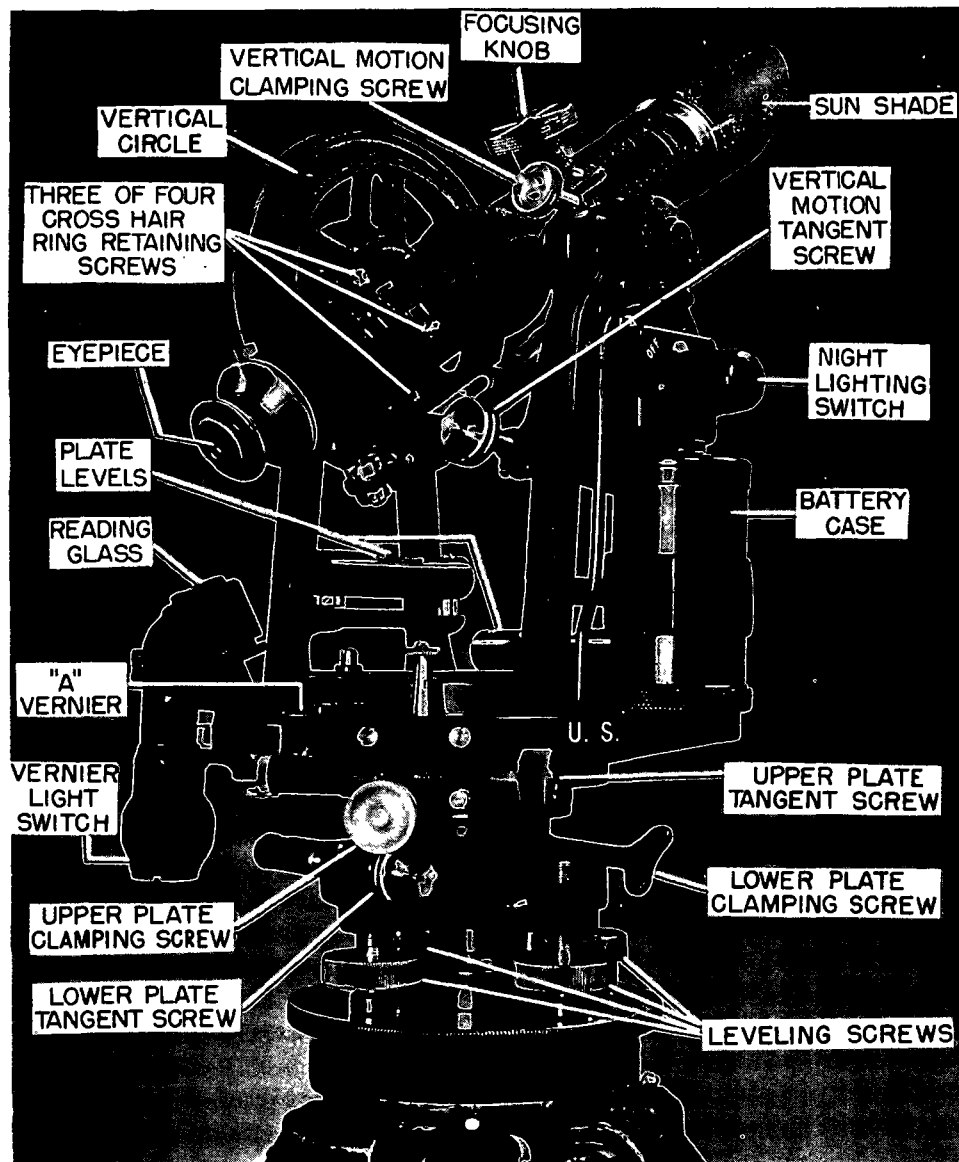 FOCUSING
KNOB
VERTICAL MOTION
CLAMPING SCREW
SUN SHADE
VERTICAL
CIRCLE
THREE OF FOUR
CROSS HAIR
RING RETAINING
SCREWS
VERTICAL
MOTION
TANGENT
SCREW
OFF
EYEPIECE
NIGHT
LIGHTING
SWITCH
PLATE
LEVELS
BATTERY
CASE
READING
GLASS
"A"
VERNIER
U. S.
VERNIER
LIGHT
SWITCH
UPPER PLATE
TANGENT SCREW
LOWER PLATE
CLAMPING SCREW
UPPER PLATE
CLAMPING SCREW
LOWER PLATE
TANGENT SCREW
LEVELING SCREWS